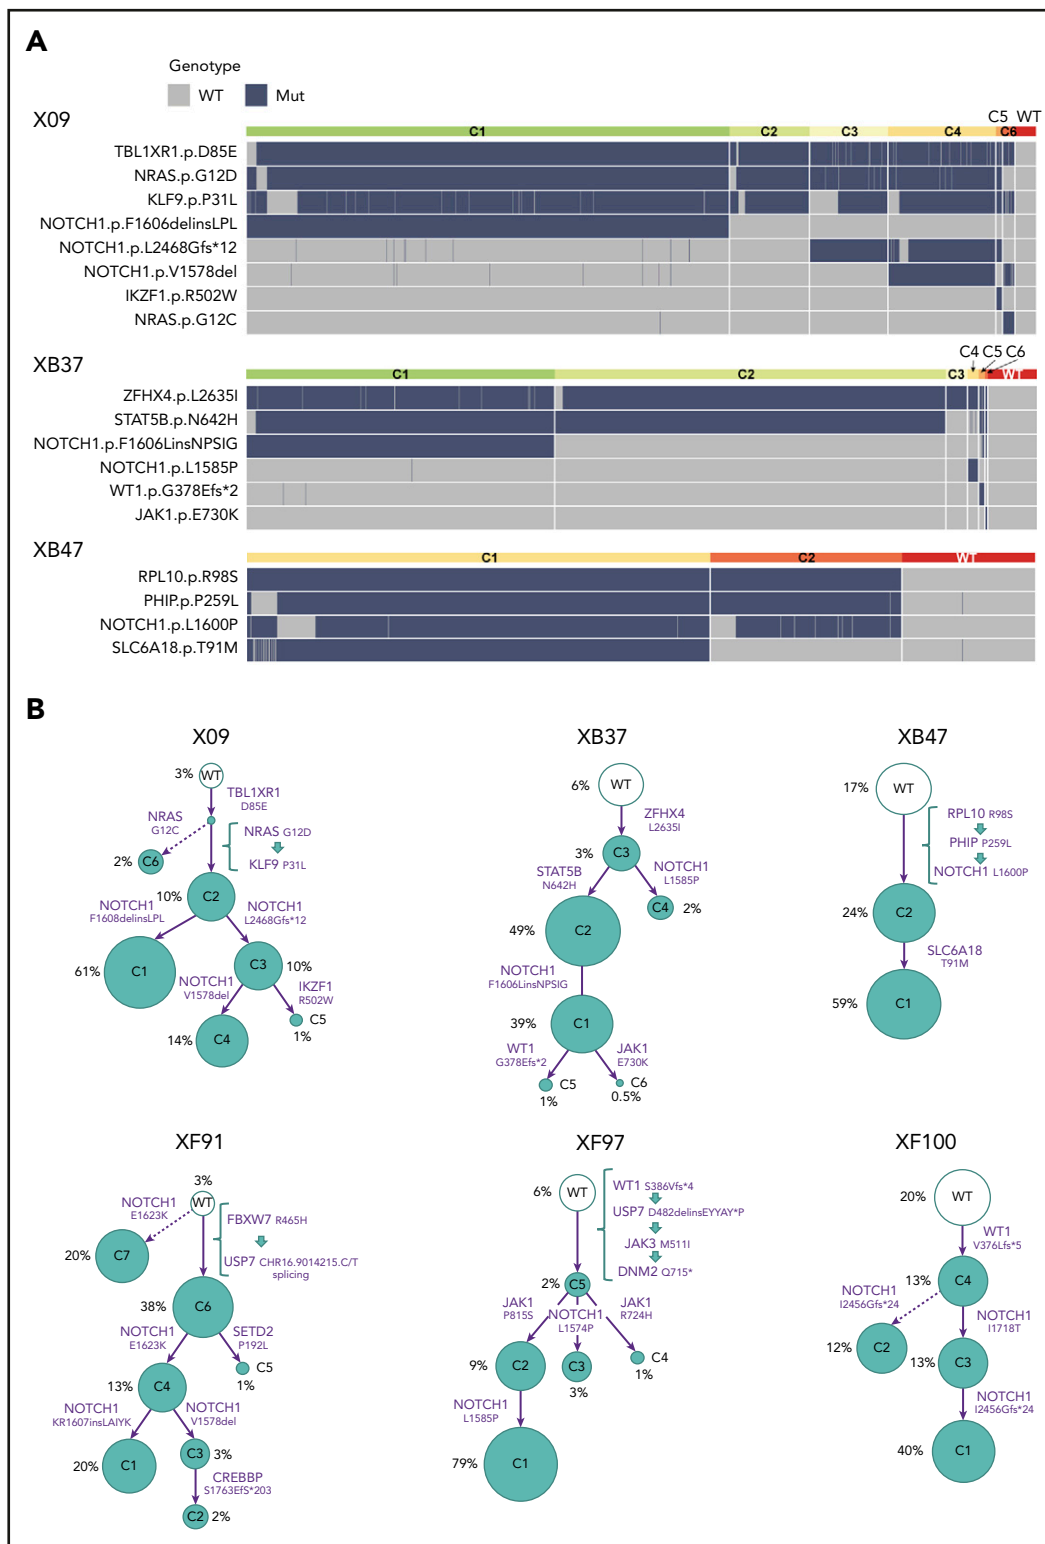 A
Genotype
WT Mut
X09
C5 WT
C1 C2 C3 C4 C6
TBL1XR1.p.D85E
NRAS.p.G12D
KLF9.p.P31L
NOTCH1.p.F1606delinsLPL
NOTCH1.p.L2468Gfs*12
NOTCH1.p.V1578del
IKZF1.p.R502W
NRAS.p.G12C
XB37
C4 C5 C6
C1 C2 C3 WT
ZFHX4.p.L2635I
STAT5B.p.N642H
NOTCH1.p.F1606LinsNPSIG
NOTCH1.p.L1585P
WT1.p.G378Efs*2
JAK1.p.E730K
XB47
C1 C2 WT
RPL10.p.R98S
PHIP.p.P259L
NOTCH1.p.L1600P
SLC6A18.p.T91M
B
X09
3% WT
TBL1XR1
D85E
NRAS
G12C
NRAS G12D
KLF9 P31L
2% C6
10% C2
NOTCH1
F1608delinsLPL
NOTCH1
L2468Gfs*12
61% C1
C3 10%
NOTCH1
V1578del
IKZF1
R502W
14% C4
C5
1%
XB37
6% WT
ZFHX4
L2635I
3% C3
STAT5B
N642H
NOTCH1
L1585P
C4 2%
49% C2
NOTCH1
F1606LinsNPSIG
39% C1
WT1
G378Efs*2
JAK1
E730K
C5
1%
C6
0.5%
XB47
17% WT
RPL10 R98S
PHIP P259L
NOTCH1 L1600P
24% C2
SLC6A18
T91M
59% C1
XF91
3%
WT
NOTCH1
E1623K
FBXW7 R465H
USP7 CHR16.9014215.C/T
splicing
20% C7
38% C6
NOTCH1
E1623K
SETD2
P192L
C5
1%
13% C4
NOTCH1
KR1607insLAIYK
NOTCH1
V1578del
20% C1
C3 3%
CREBBP
S1763EfS*203
C2 2%
XF97
6% WT
WT1 S386Vfs*4
USP7 D482delinsEYYAY*P
JAK3 M511I
DNM2 Q715*
2% C5
JAK1
P815S
NOTCH1
L1574P
JAK1
R724H
9% C2
C3
3%
C4
1%
NOTCH1
L1585P
79% C1
XF100
20% WT
WT1
V376Lfs*5
13% C4
NOTCH1
I2456Gfs*24
NOTCH1
I1718T
12% C2
13% C3
NOTCH1
I2456Gfs*24
40% C1